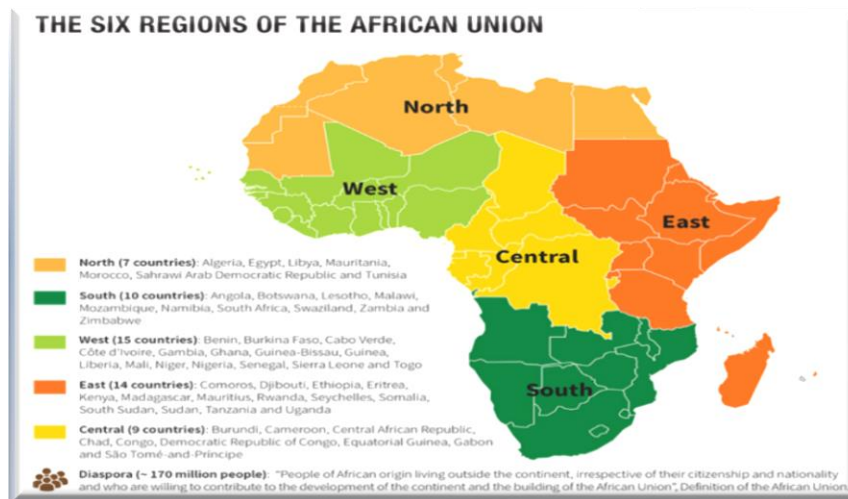 THE SIX REGIONS OF THE AFRICAN UNION
North
West
East
Central
South
North (7 countries): Algeria, Egypt, Libya, Mauritania,
Morocco, Sahrawi Arab Democratic Republic and Tunisia
South (10 countries): Angola, Botswana, Lesotho, Malawi,
Mozambique, Namibia, South Africa, Swaziland, Zambia and
Zimbabwe
West (15 countries): Benin, Burkina Faso, Cabo Verde,
Côte d'Ivoire, Gambia, Ghana, Guinea-Bissau, Guinea,
Liberia, Mali, Niger, Nigeria, Senegal, Sierra Leone and Togo
East (14 countries): Comoros, Djibouti, Ethiopia, Eritrea,
Kenya, Madagascar, Mauritius, Rwanda, Seychelles, Somalia,
South Sudan, Sudan, Tanzania and Uganda
Central (9 countries): Burundi, Cameroon, Central African Republic,
Chad, Congo, Democratic Republic of Congo, Equatorial Guinea, Gabon
and São Tomé-and-Príncipe
Diaspora (~ 170 million people): "People of African origin living outside the continent, irrespective of their citizenship and nationality
and who are willing to contribute to the development of the continent and the building of the African Union", Definition of the African Union